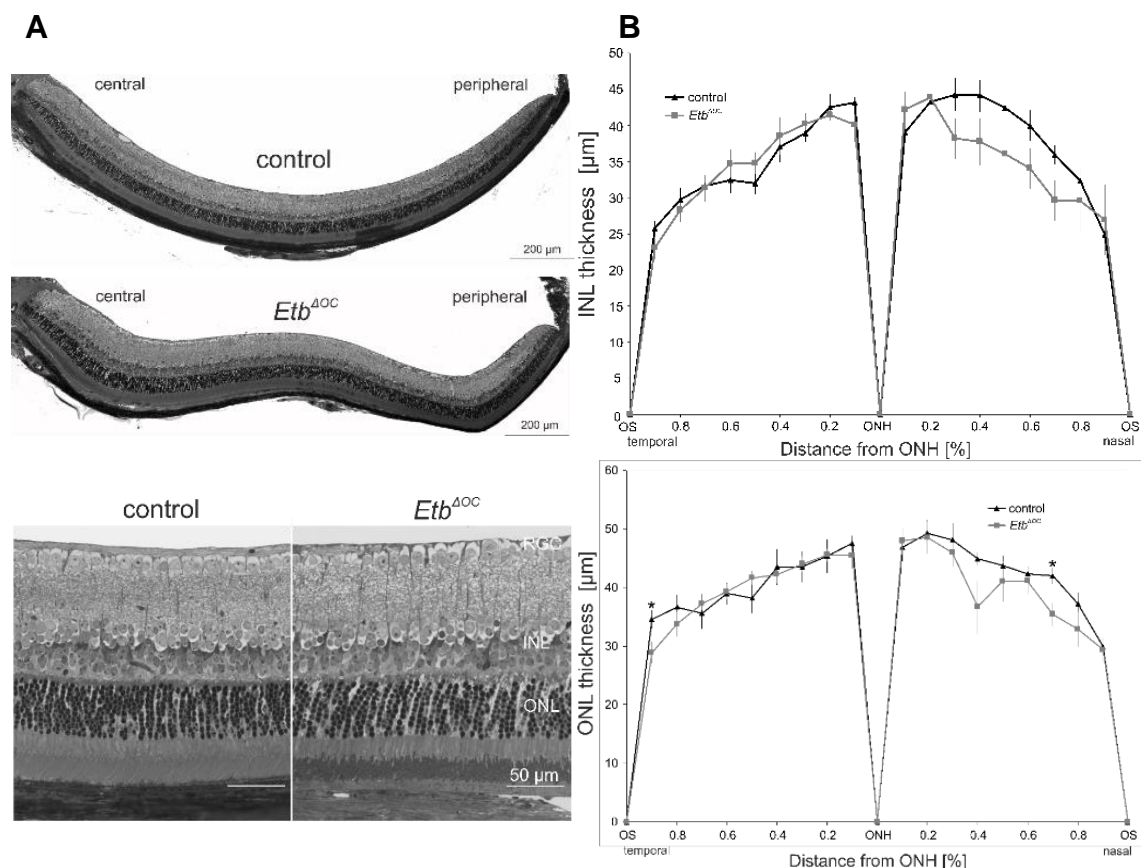 A
central
peripheral
control
200 µm
central
peripheral
Etb^ΔOC
200 µm
control
Etb^ΔOC
RGC
INL
ONL
50 µm
B
50
45
40
35
30
25
20
15
10
5
0
INL thickness [µm]
control
Etb^ΔOC
OS
0.8
0.6
0.4
0.2
ONH
0.2
0.4
0.6
0.8
OS
temporal
nasal
Distance from ONH [%]
60
50
40
30
20
10
0
ONL thickness [µm]
control
Etb^ΔOC
*
*
OS
0.8
0.6
0.4
0.2
ONH
0.2
0.4
0.6
0.8
OS
temporal
nasal
Distance from ONH [%]